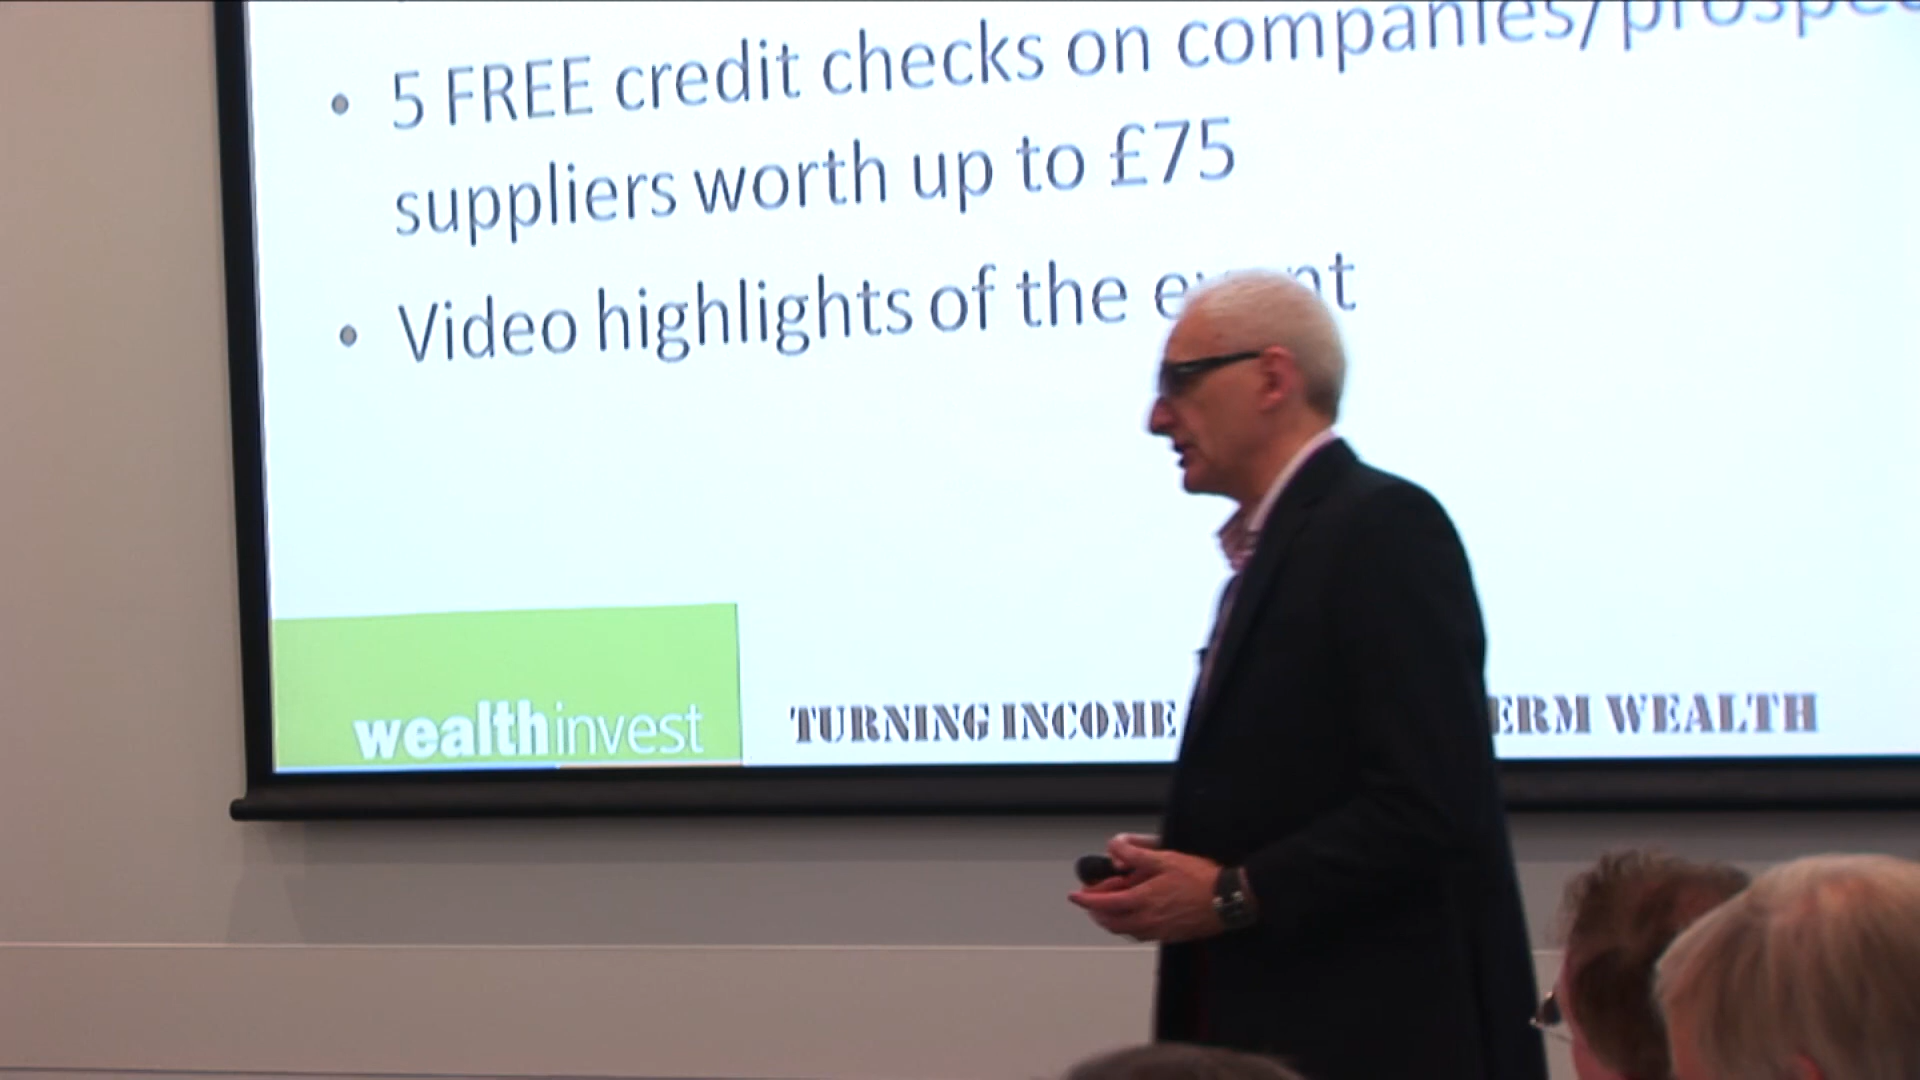 • 5 FREE credit checks on companies/
suppliers worth up to £75
• Video highlights of the
wealthinvest
TURNING INCOME WEALTH